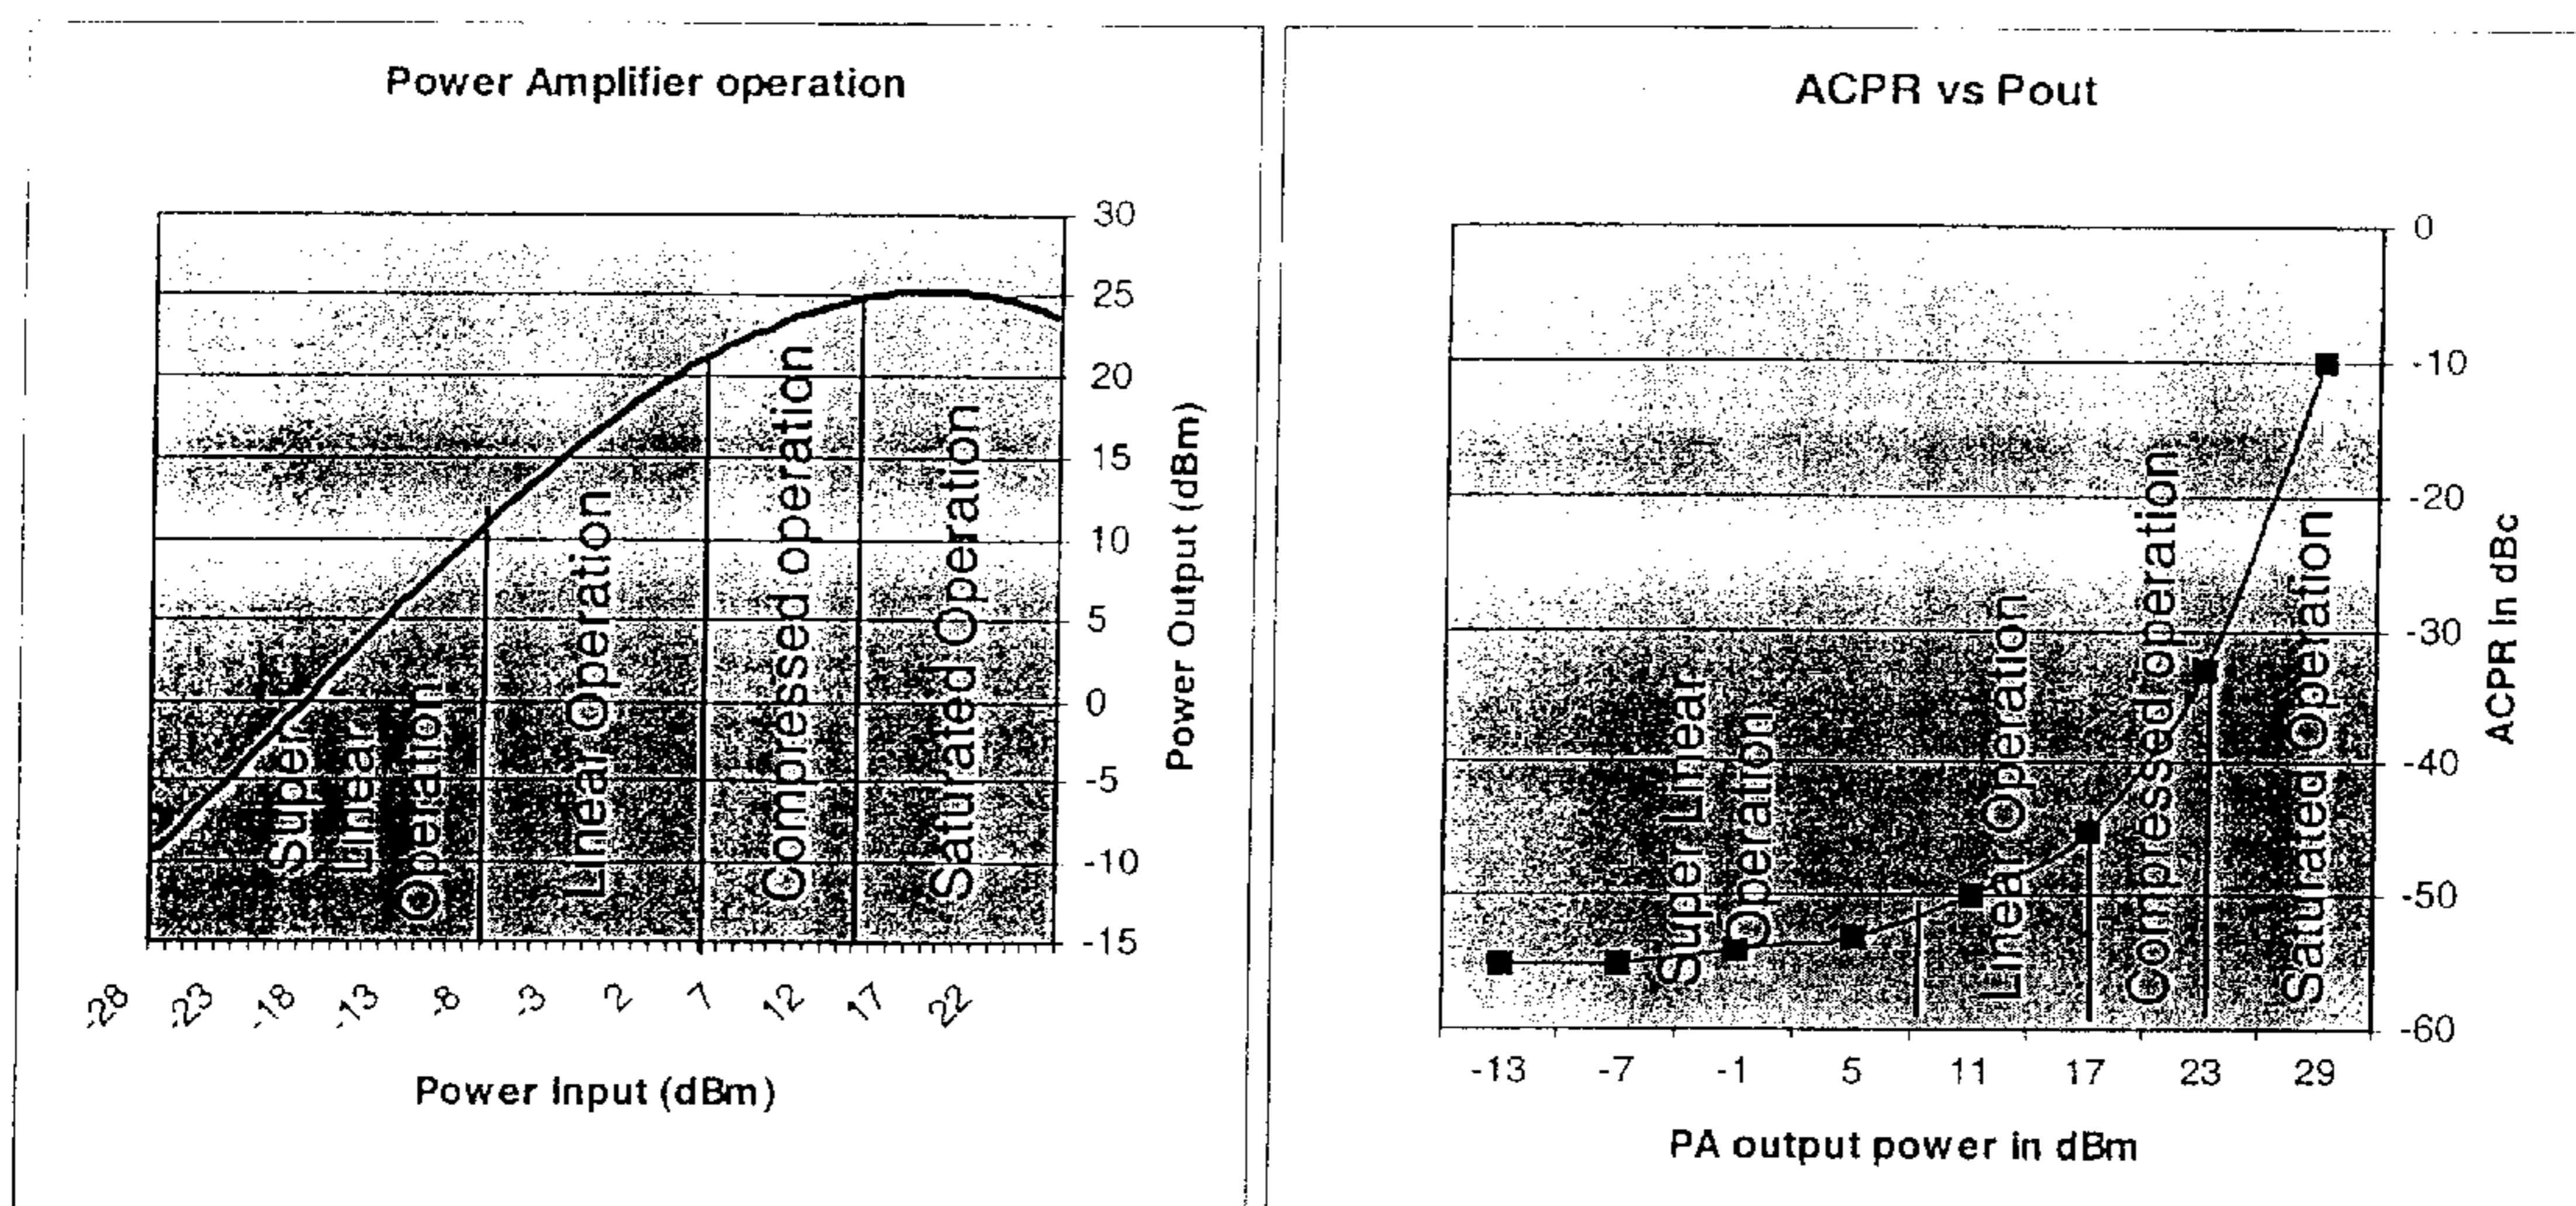 Power Amplifier operation
30
25
20
15
10
5
0
-5
-10
-15
Power Output (dBm)
Super
Linear
Operation
Linear Operation
Compressed operation
Saturated Operation
-28
-23
-18
-13
-8
-3
2
7
12
17
22
Power Input (dBm)
ACPR vs Pout
0
-10
-20
-30
-40
-50
-60
ACPR In dBc
Super Linear
Operation
Linear Operation
Compressed operation
Saturated Operation
-13
-7
-1
5
11
17
23
29
PA output power in dBm